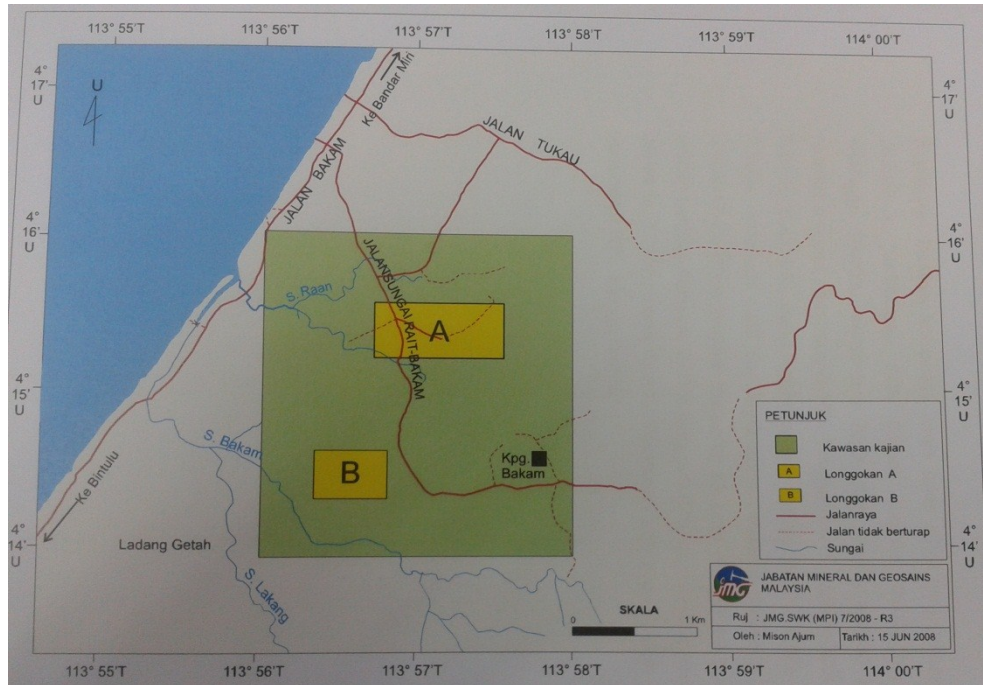 113° 55'T 113° 56'T 113° 57'T 113° 58'T 113° 59'T 114° 00'T
4°
17'
U
4°
17'
U
U
Ke Bandar Miri
JALAN TUKAU
JALAN BAKAM
4°
16'
U
4°
16'
U
JALAN SUNGAI RAIT-BAKAM
S. Raan
A
4°
15'
U
4°
15'
U
S. Bakam
B
Kpg.
Bakam
Ke Bintulu
Ladang Getah
S. Lakang
4°
14'
U
4°
14'
U
PETUNJUK
Kawasan kajian
A Longgokan A
B Longgokan B
Jalanraya
Jalan tidak berturap
Sungai
SKALA
0 1 Km
JMG
JABATAN MINERAL DAN GEOSAINS
MALAYSIA
Ruj : JMG.SWK (MPI) 7/2008 - R3
Oleh : Mison Ajum Tarikh : 15 JUN 2008
113° 55'T 113° 56'T 113° 57'T 113° 58'T 113° 59'T 114° 00'T